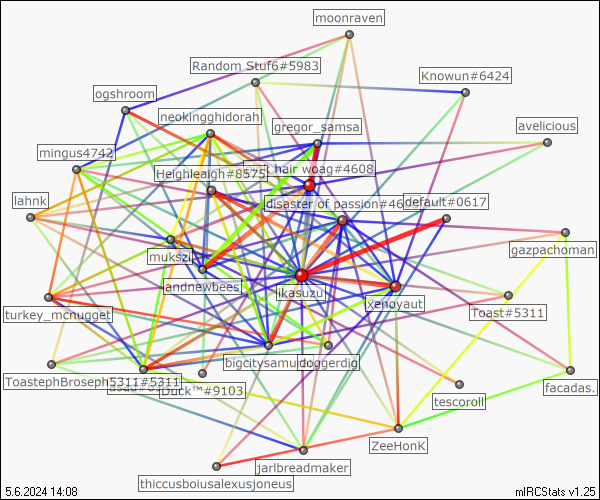 moonraven
Random_Stuf6#5983
Knowun#6424
ogshroom
neokingghidorah
gregor_samsa
avelicious
mingus4742
hair woag#4608
Heighleaigh#8575
lahnk
disaster of passion#46
default#0617
gazpachoman
mukszi
andnewbees
ikasuzu
xenoyaut
turkey_mcnugget
Toast#5311
bigcitysamu
doggerdig
ToastephBroseph5311#5311
Duck™#9103
tescoroll
facadas.
ZeeHonK
jarlbreadmaker
thiccusboiusalexusjoneus
5.6.2024 14:08
mIRCStats v1.25